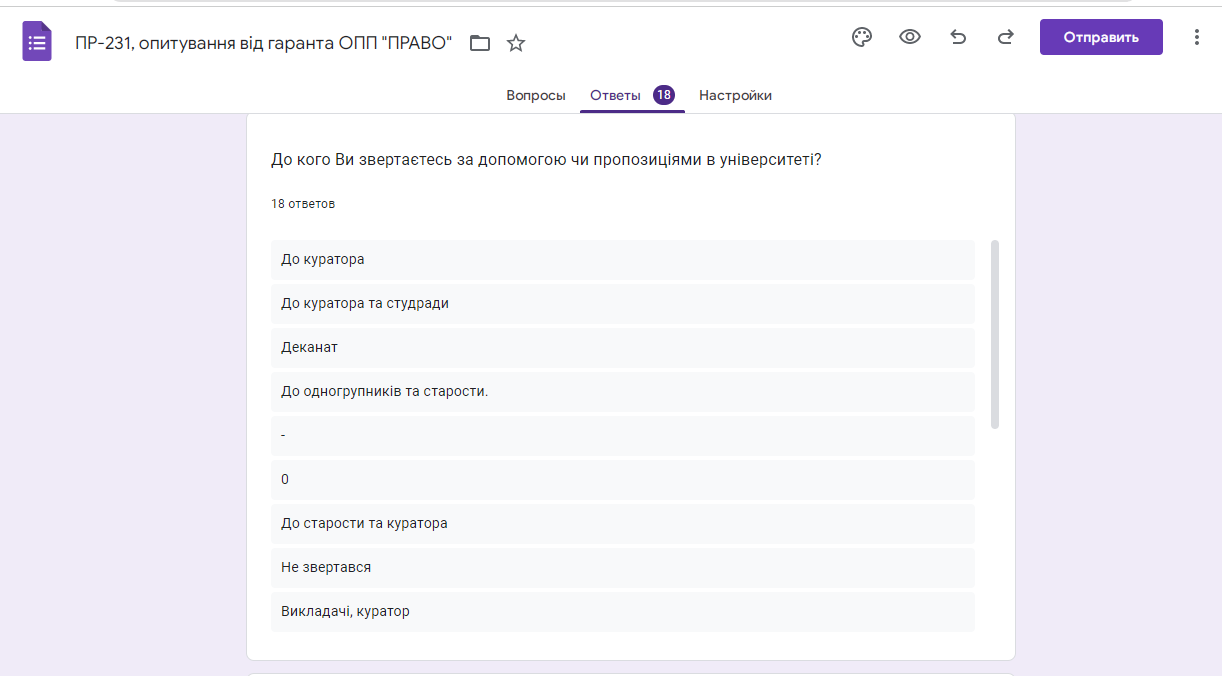 ПР-231, опитування від гаранта ОПП "ПРАВО"
Отправить
Вопросы Ответы 18 Настройки
До кого Ви звертаєтесь за допомогою чи пропозиціями в університеті?
18 ответов
До куратора
До куратора та студради
Деканат
До одногрупників та старости.
-
0
До старости та куратора
Не звертався
Викладачі, куратор